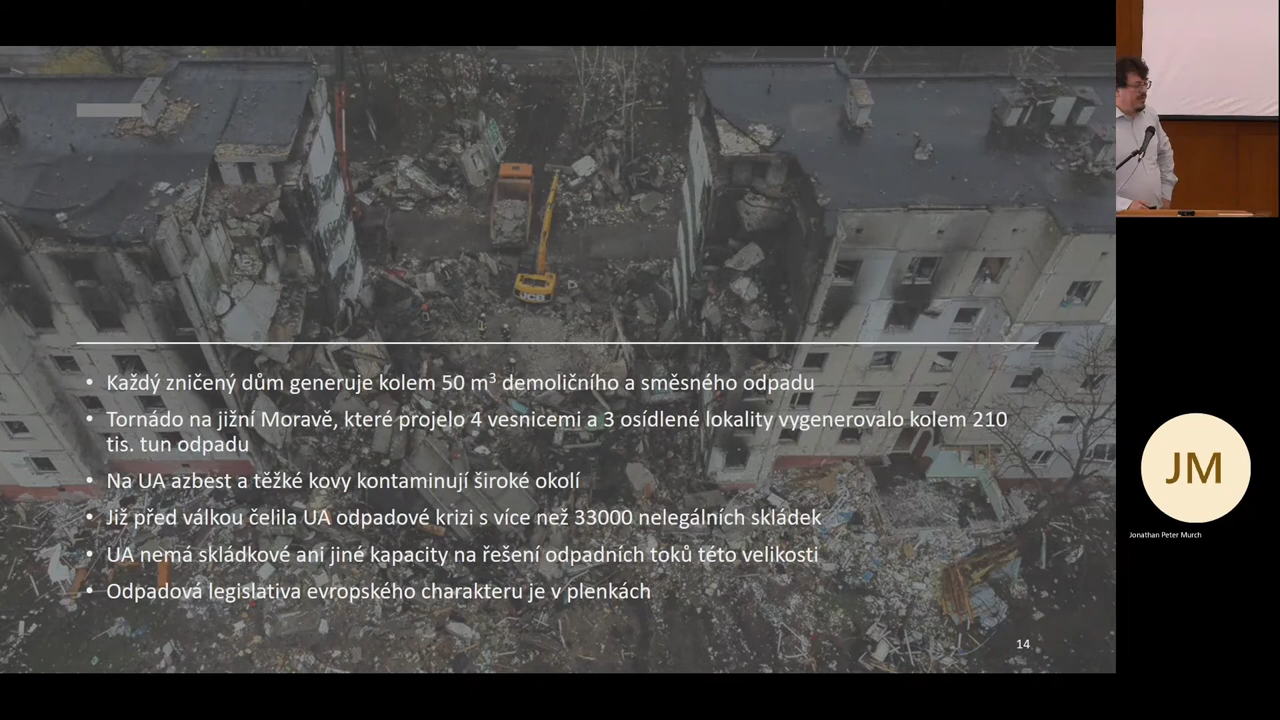 • Každý zničený dům generuje kolem 50 m³ demoličního a směsného odpadu
• Tornádo na jižní Moravě, které projelo 4 vesnicemi a 3 osídlené lokality vygenerovalo kolem 210
tis. tun odpadu
• Na UA azbest a těžké kovy kontaminují široké okolí
• Již před válkou čelila UA odpadové krizi s více než 33000 nelegálních skládek
• UA nemá skládkové ani jiné kapacity na řešení odpadních toků této velikosti
• Odpadová legislativa evropského charakteru je v plenkách
14
JCB
JM
Jonathan Peter Murch